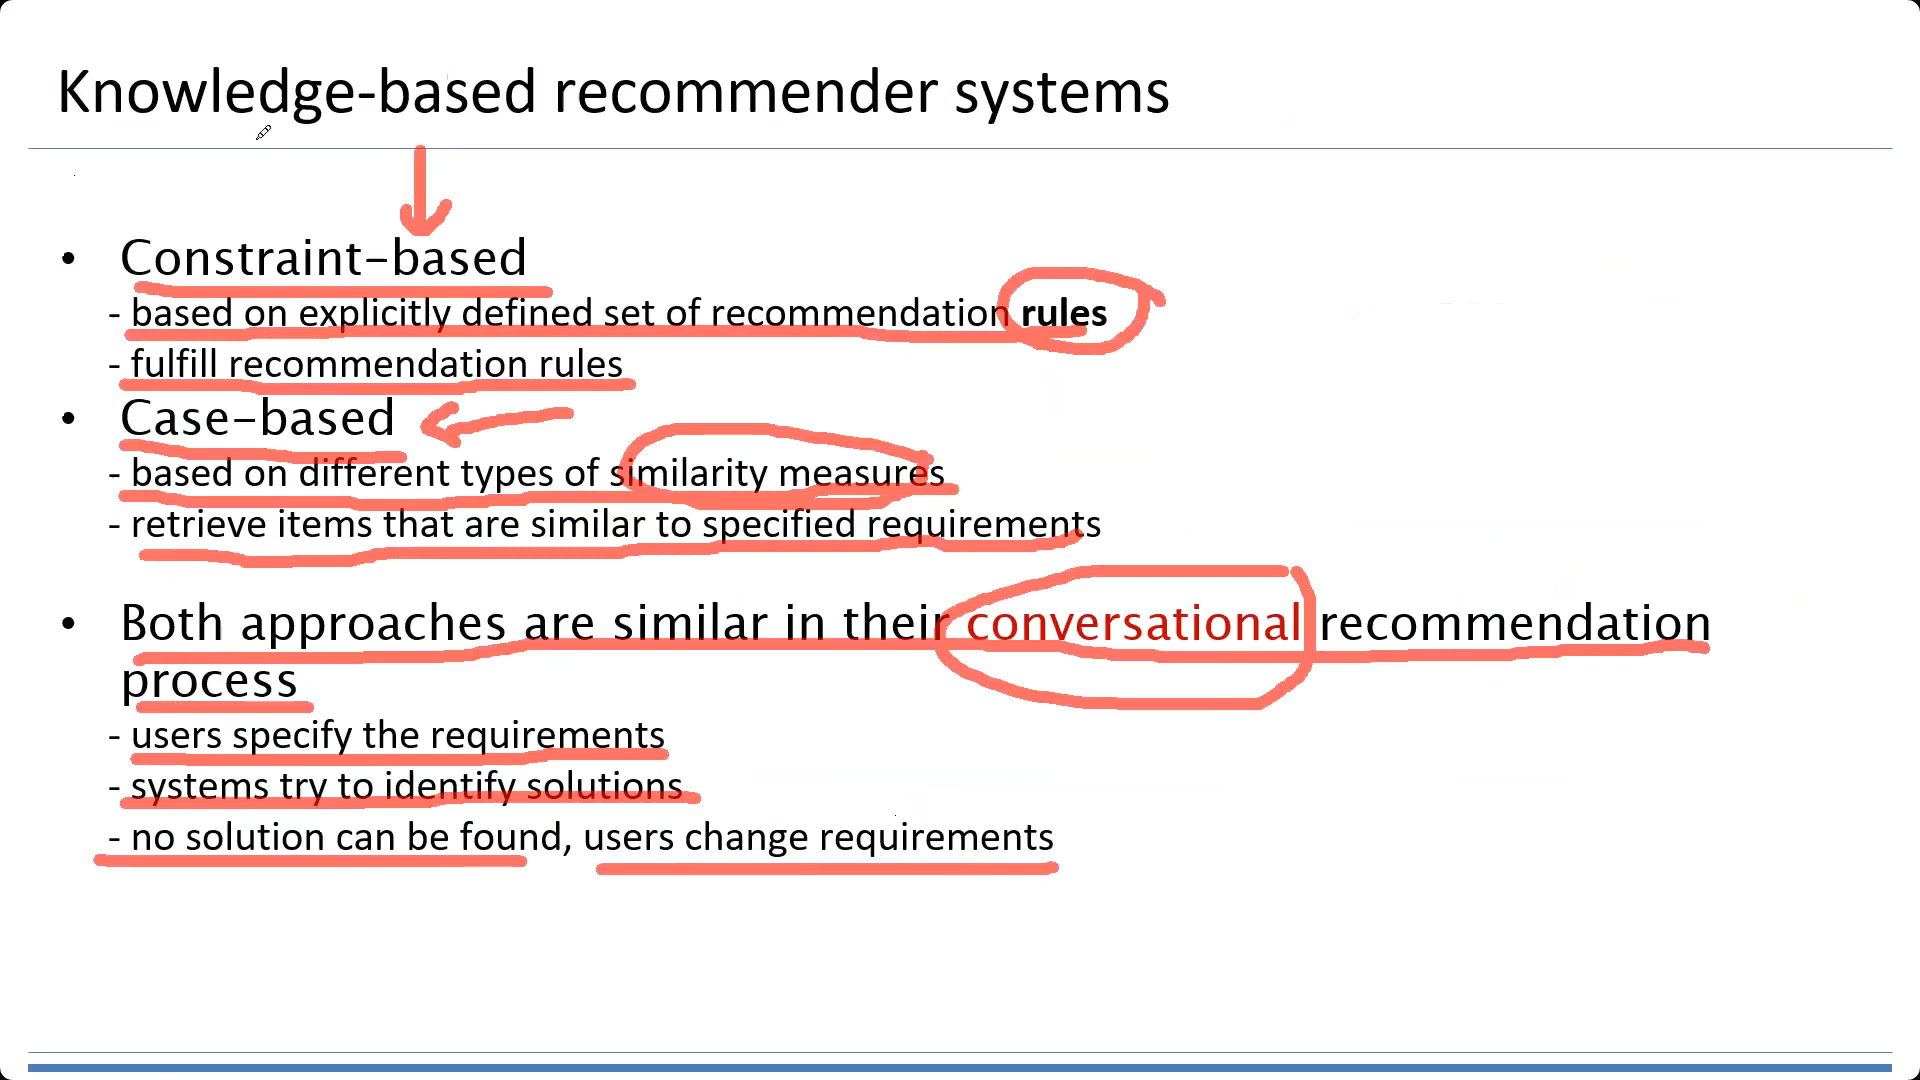 Knowledge-based recommender systems
• Constraint-based
- based on explicitly defined set of recommendation rules
- fulfill recommendation rules
• Case-based
- based on different types of similarity measures
- retrieve items that are similar to specified requirements
• Both approaches are similar in their conversational recommendation
process
- users specify the requirements
- systems try to identify solutions
- no solution can be found, users change requirements